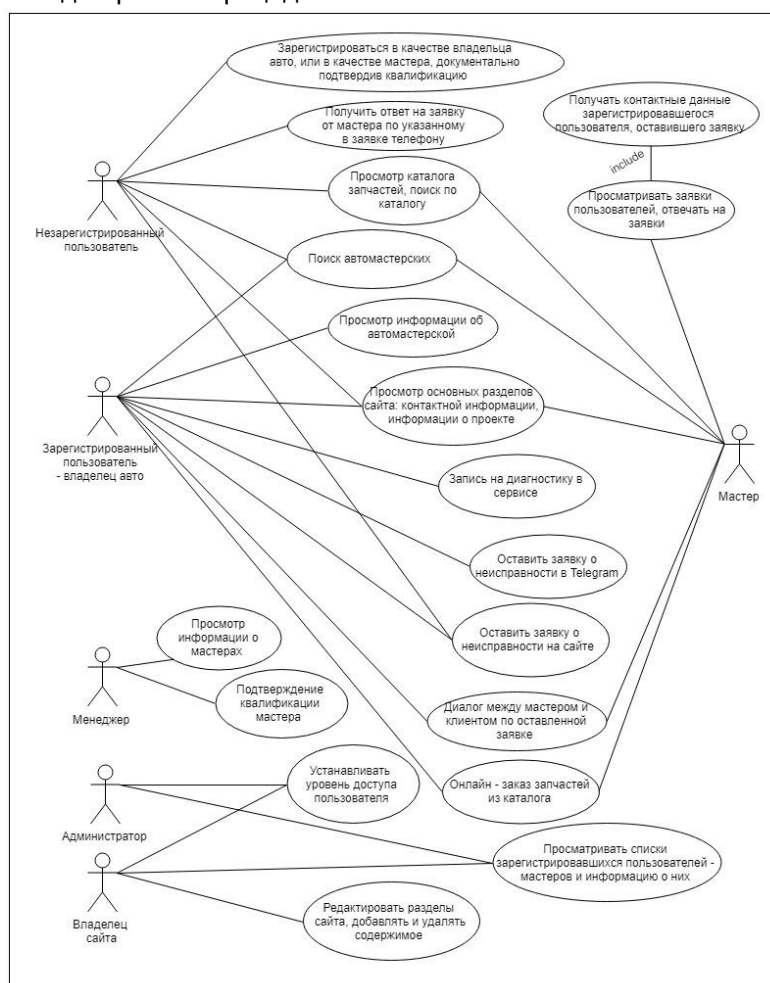 Зарегистрироваться в качестве владельца
авто, или в качестве мастера, документально
подтвердив квалификацию
Получить ответ на заявку
от мастера по указанному
в заявке телефону
Получать контактные данные
зарегистрировавшегося
пользователя, оставившего заявку
include
Просмотр каталога
запчастей, поиск по
каталогу
Просматривать заявки
пользователей, отвечать на
заявки
Незарегистрированный
пользователь
Поиск автомастерских
Просмотр информации об
автомастерской
Просмотр основных разделов
сайта: контактной информации,
информации о проекте
Зарегистрированный
пользователь
- владелец авто
Мастер
Запись на диагностику в
сервисе
Оставить заявку о
неисправности в Telegram
Просмотр
информации о
мастерах
Оставить заявку о
неисправности на сайте
Менеджер
Подтверждение
квалификации
мастера
Диалог между мастером и
клиентом по оставленной
заявке
Устанавливать
уровень доступа
пользователя
Онлайн - заказ запчастей
из каталога
Администратор
Просматривать списки
зарегистрировавшихся пользователей -
мастеров и информацию о них
Владелец
сайта
Редактировать разделы
сайта, добавлять и удалять
содержимое